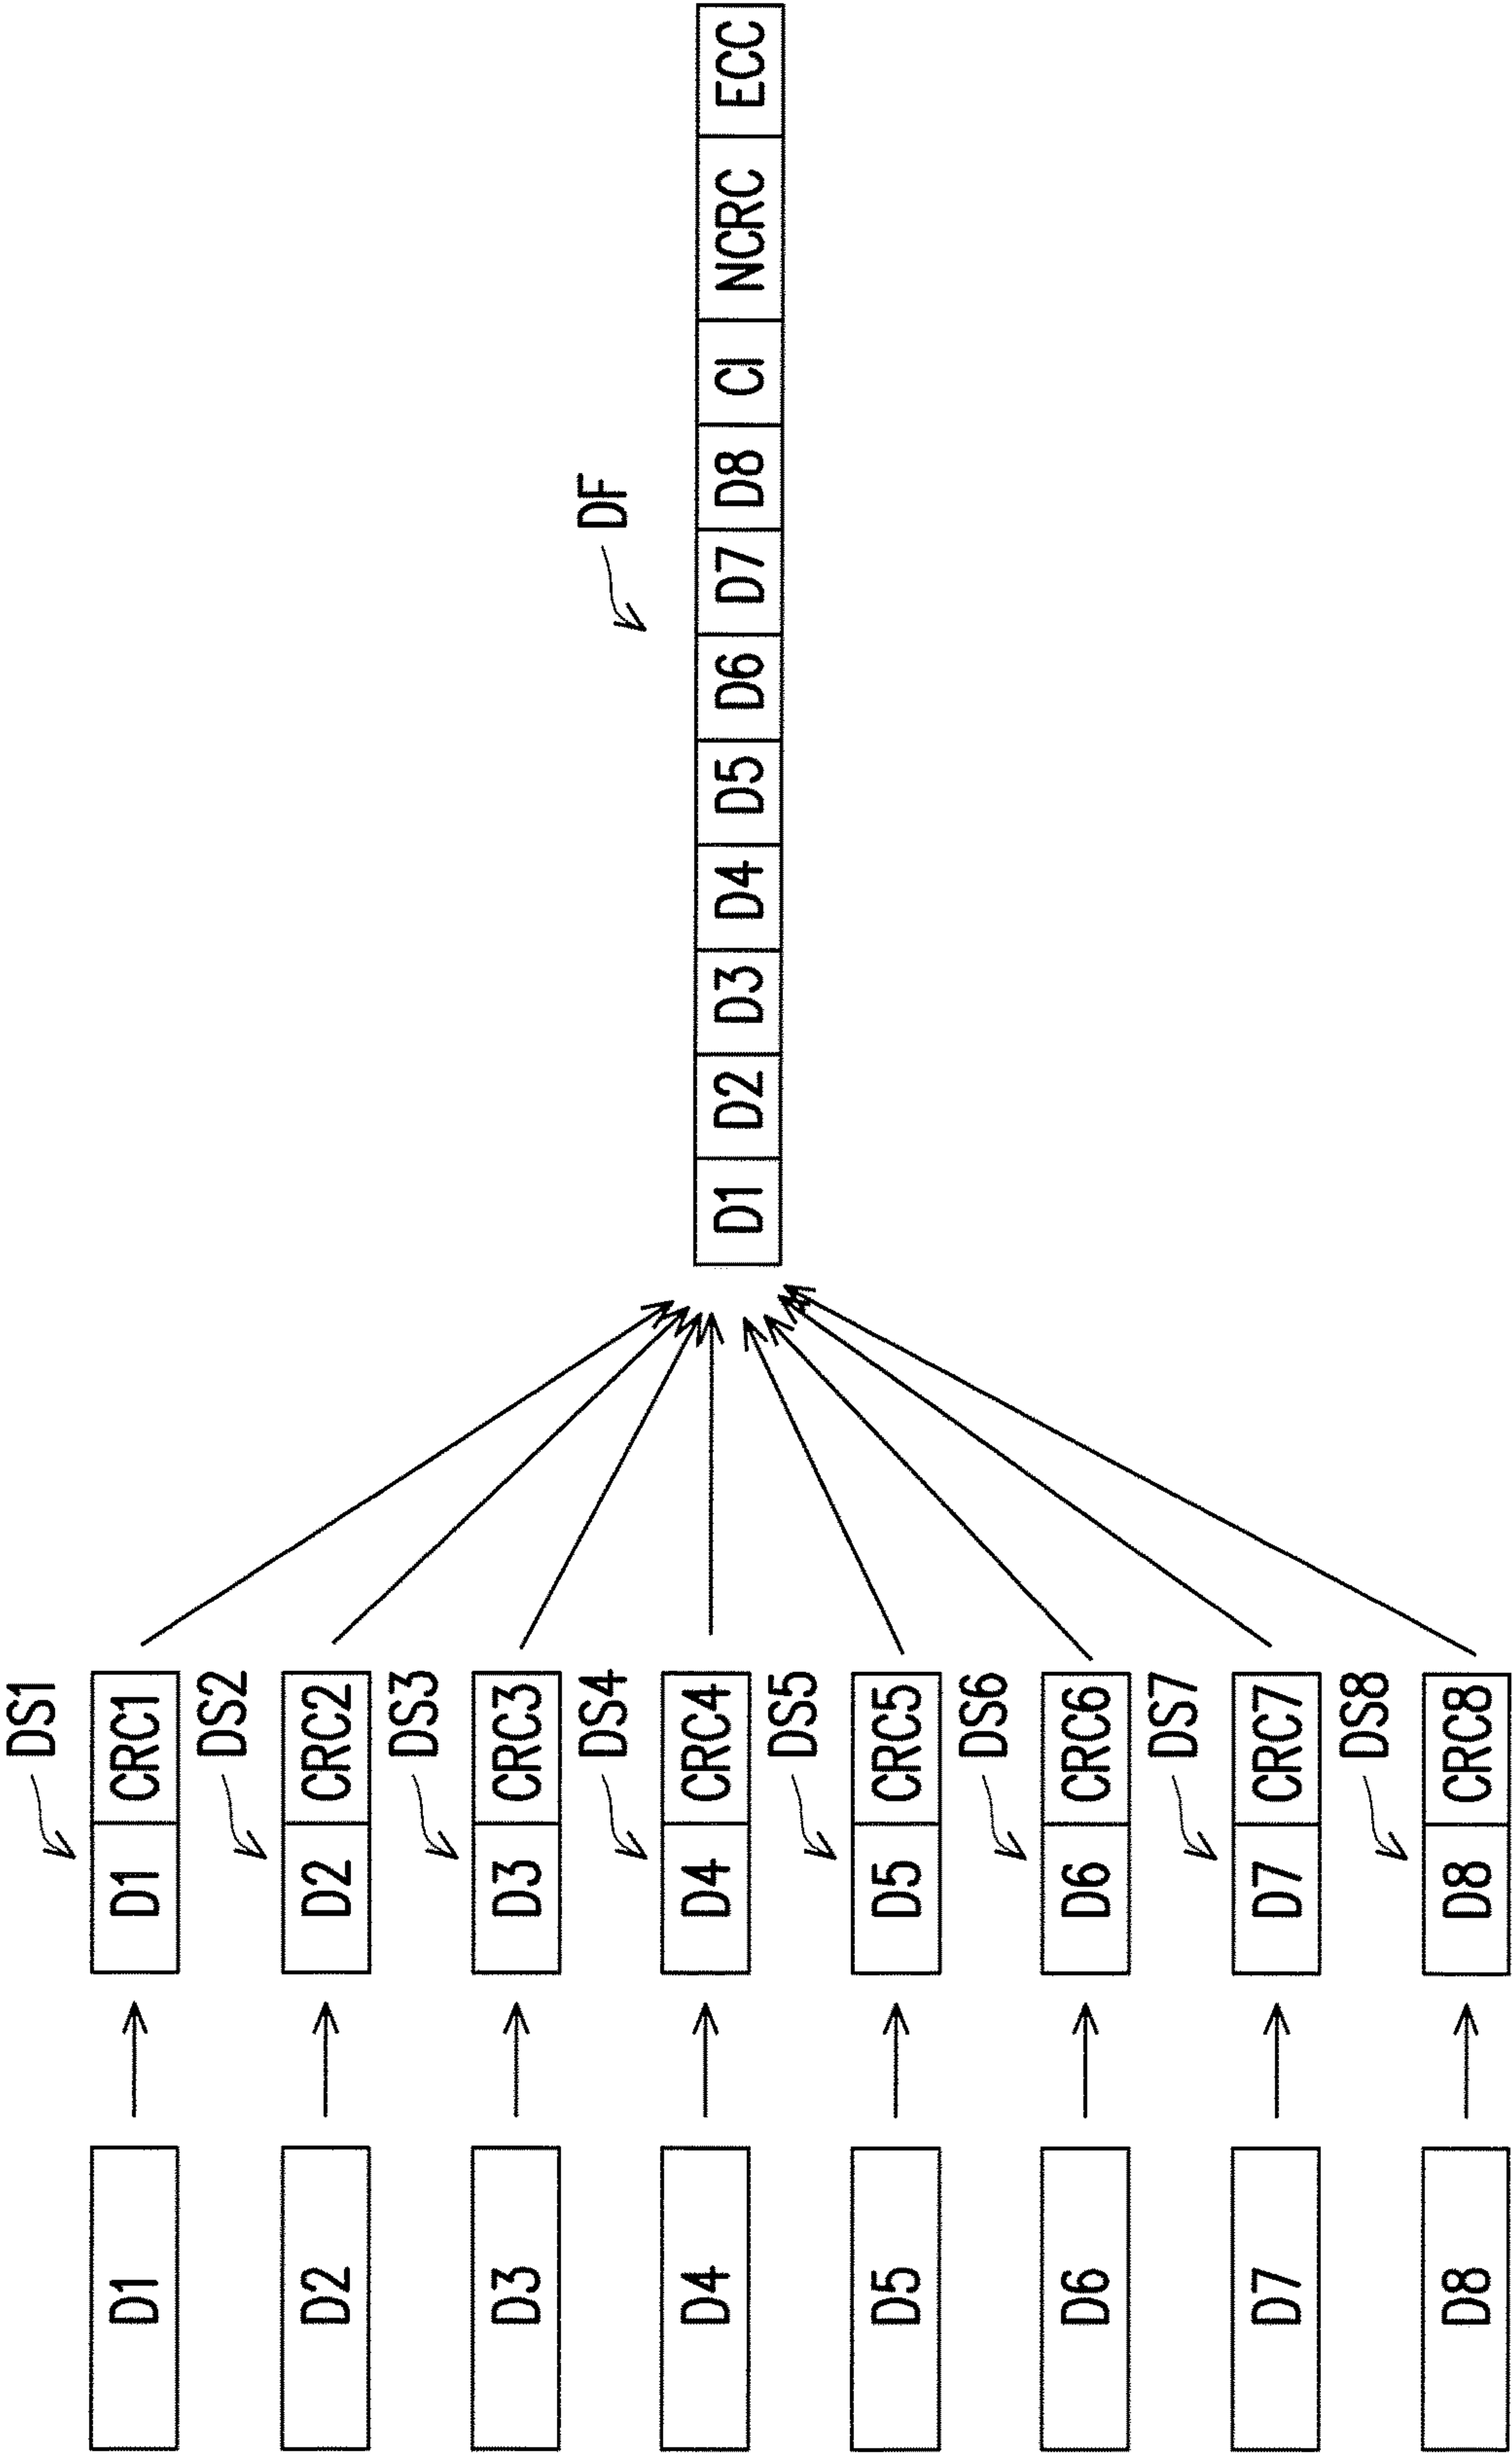 DS1
D1 D1 CRC1
DS2
D2 D2 CRC2
DS3
D3 D3 CRC3
DS4
D4 D4 CRC4
DF
D1 D2 D3 D4 D5 D6 D7 D8 CI NCRC ECC
DS5
D5 D5 CRC5
DS6
D6 D6 CRC6
DS7
D7 D7 CRC7
DS8
D8 D8 CRC8